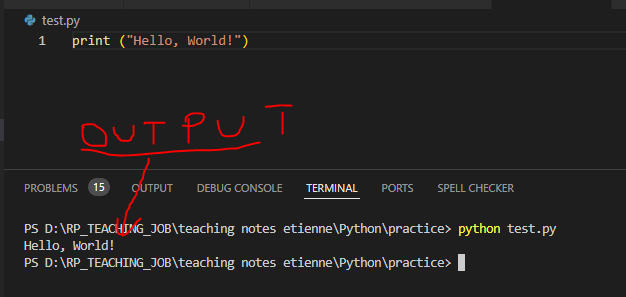 test.py
1 print ("Hello, World!")
OUTPUT
PROBLEMS 15 OUTPUT DEBUG CONSOLE TERMINAL PORTS SPELL CHECKER
PS D:\RP_TEACHING_JOB\teaching notes etienne\Python\practice> python test.py
Hello, World!
PS D:\RP_TEACHING_JOB\teaching notes etienne\Python\practice>